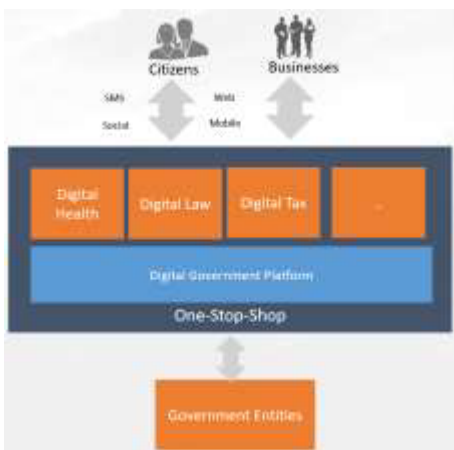 Citizens
Businesses
SMS
Web
Social
Mobile
Digital
Health
Digital Law
Digital Tax
..
Digital Government Platform
One-Stop-Shop
Government Entities